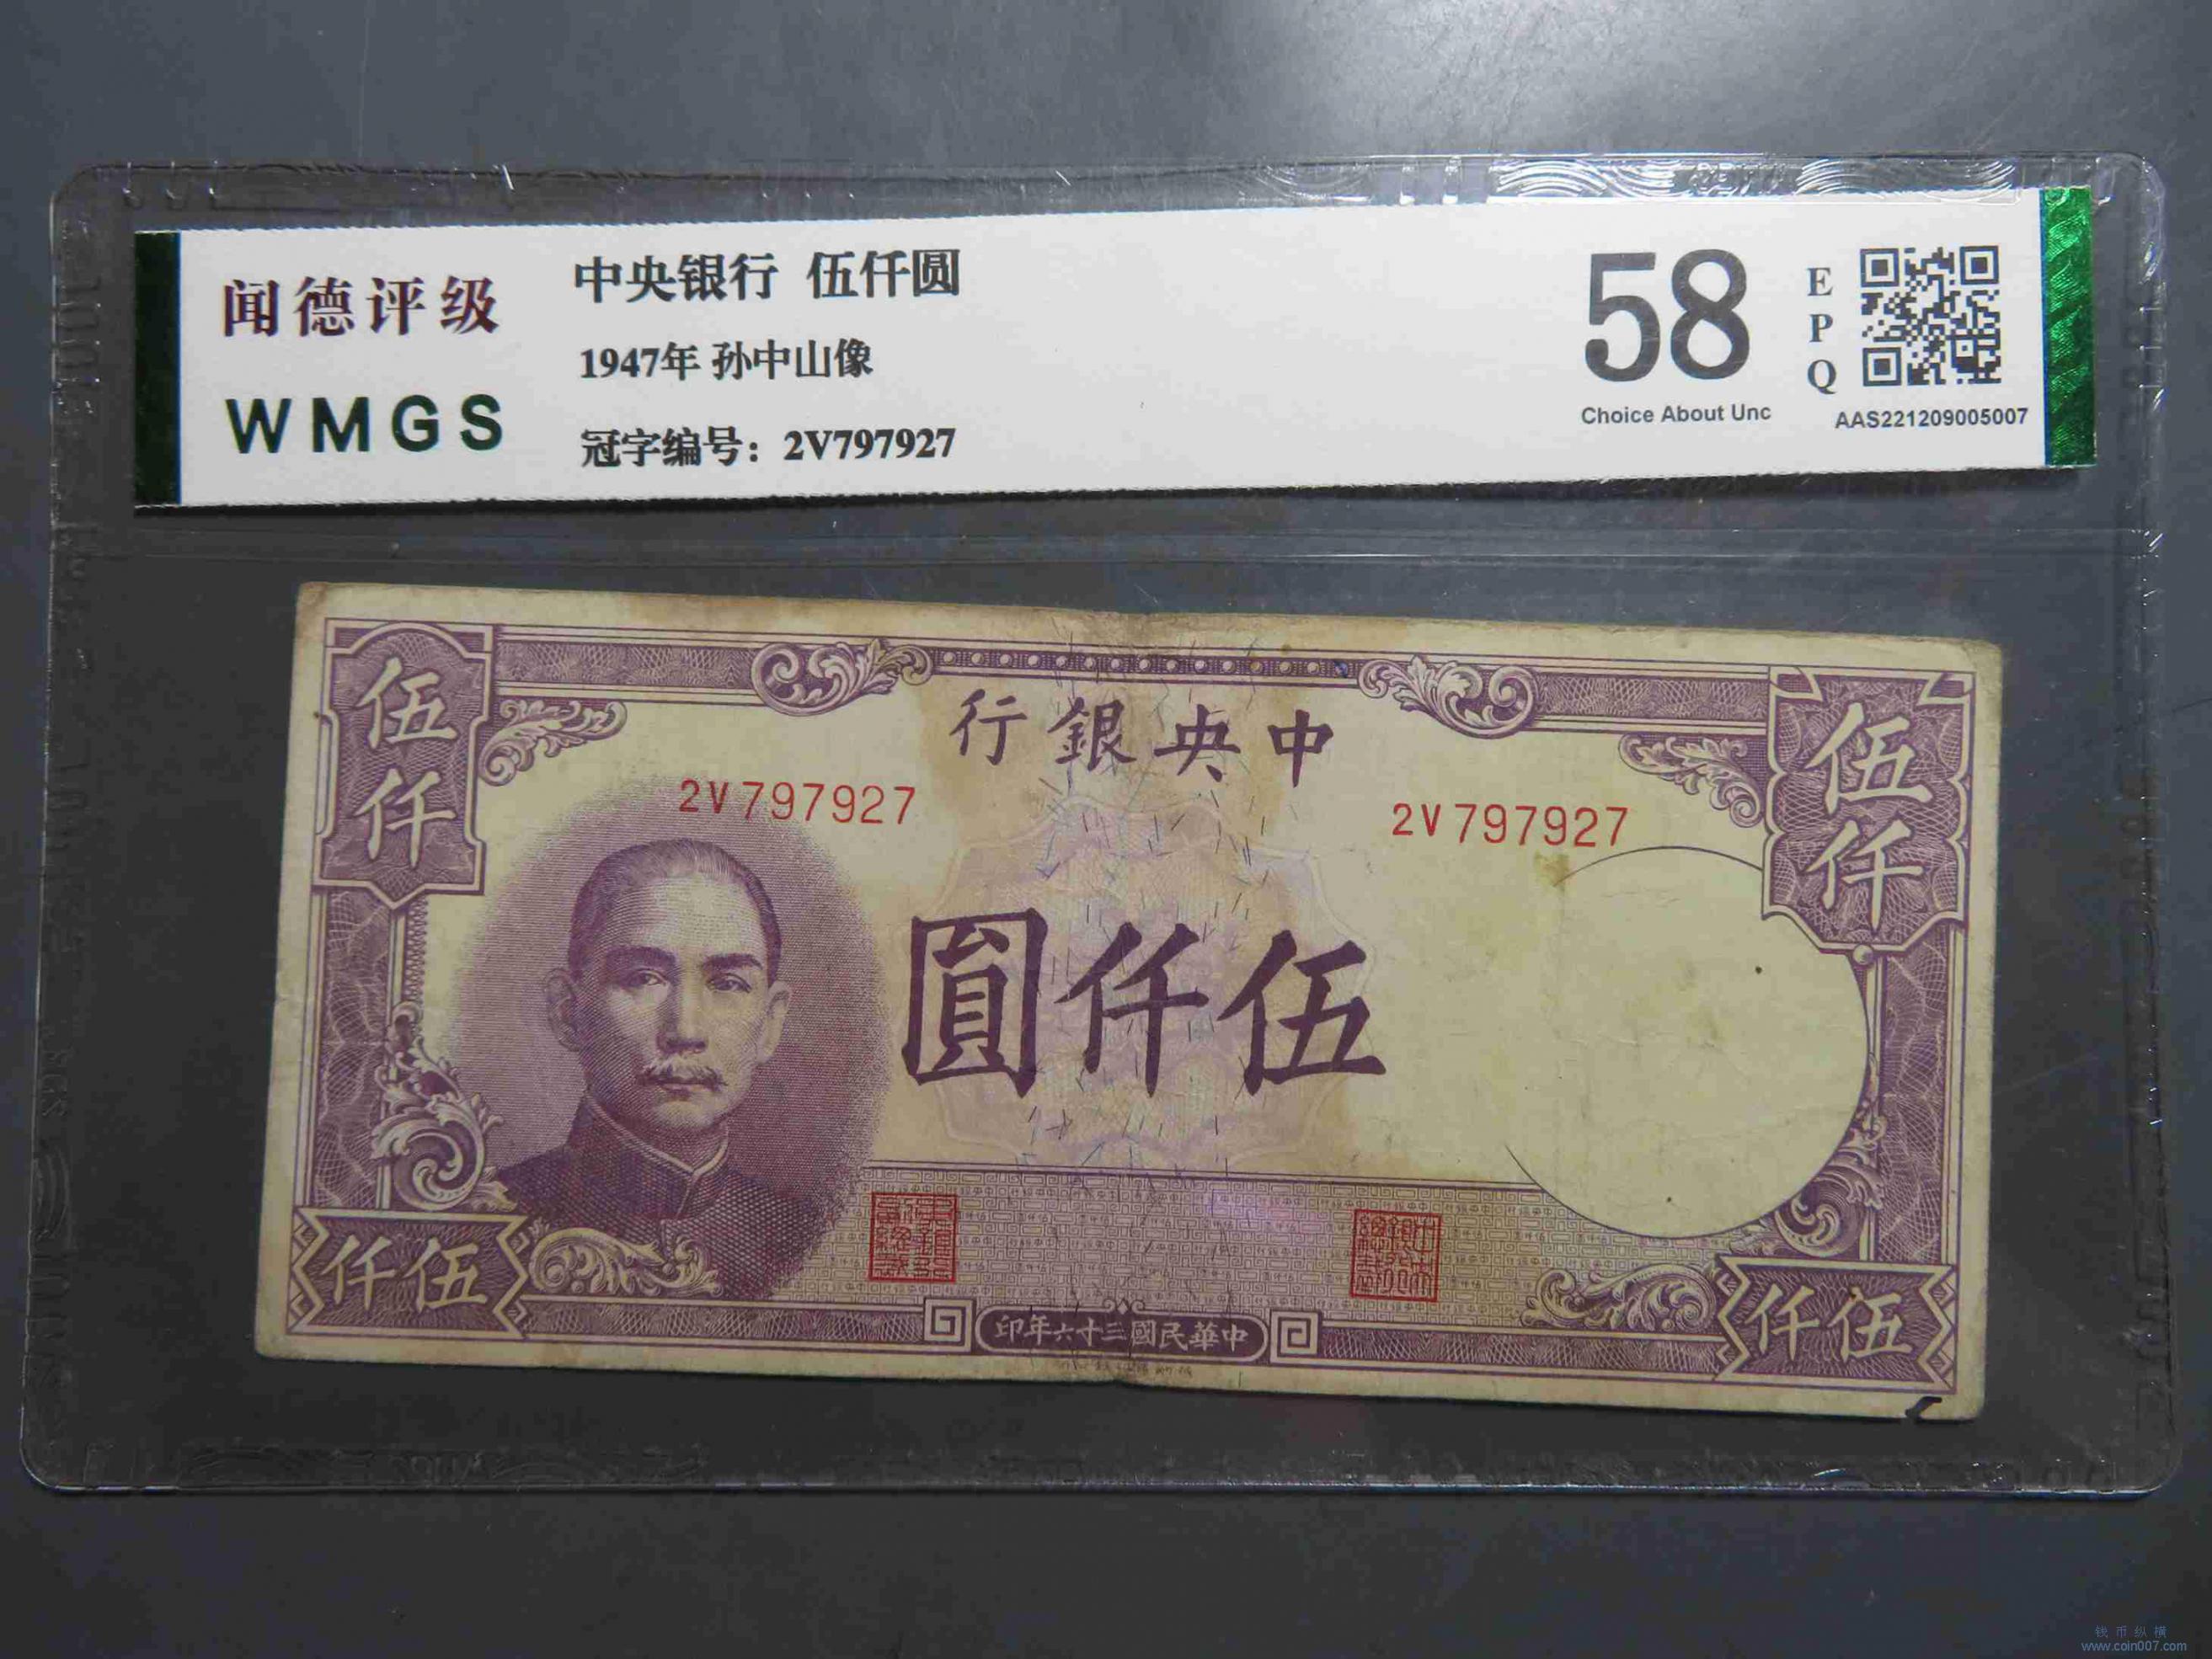 闻德评级
WMGS
中央银行 伍仟圆
1947年 孙中山像
冠字编号：2V797927
58
EPQ
Choice About Unc
AAS221209005007
伍仟
行銀央中
伍仟
2V797927
2V797927
圓仟伍
仟伍
印年六十三國民華中
仟伍
钱币纵横
www.coin007.com